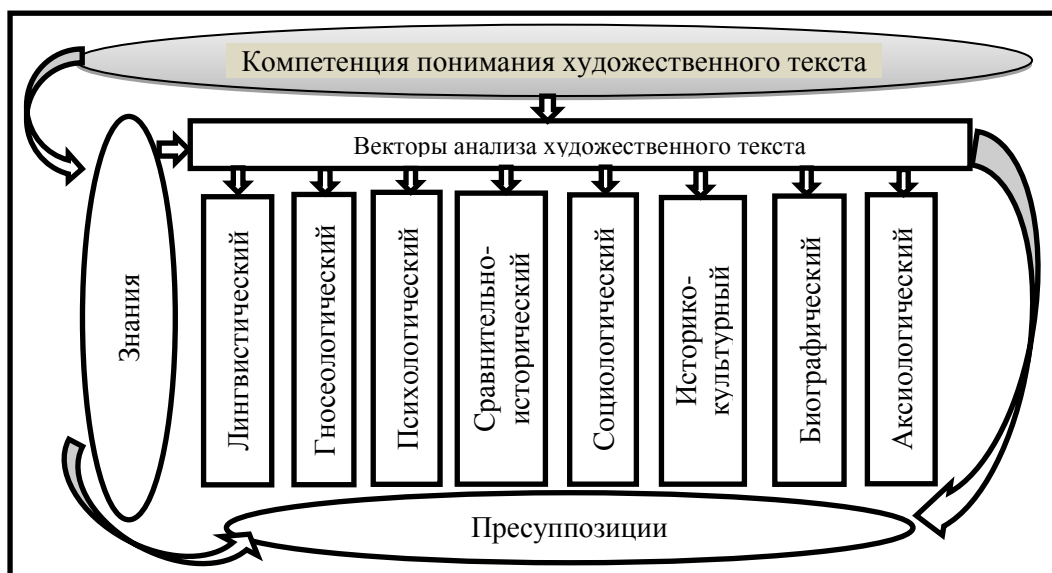 Компетенция понимания художественного текста
Векторы анализа художественного текста
Знания
Лингвистический
Гносеологический
Психологический
Сравнительно-
исторический
Социологический
Историко-
культурный
Биографический
Аксиологический
Пресуппозиции